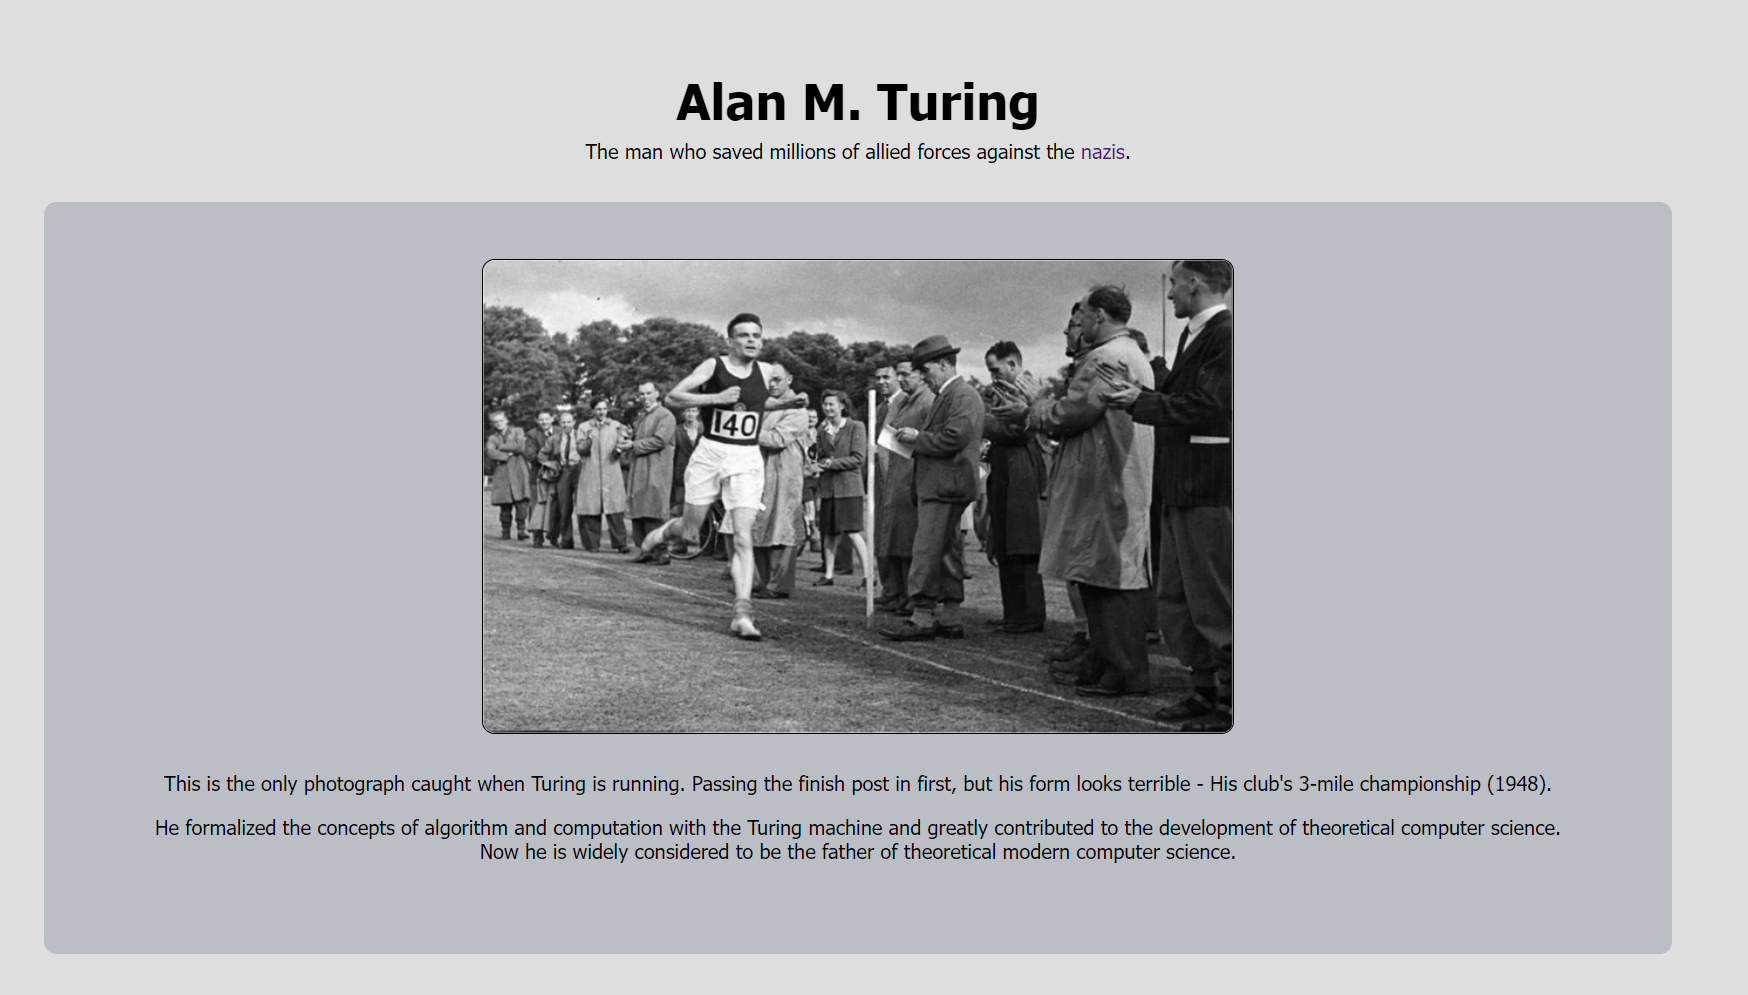 Alan M. Turing
The man who saved millions of allied forces against the nazis.
140
This is the only photograph caught when Turing is running. Passing the finish post in first, but his form looks terrible - His club's 3-mile championship (1948).
He formalized the concepts of algorithm and computation with the Turing machine and greatly contributed to the development of theoretical computer science.
Now he is widely considered to be the father of theoretical modern computer science.